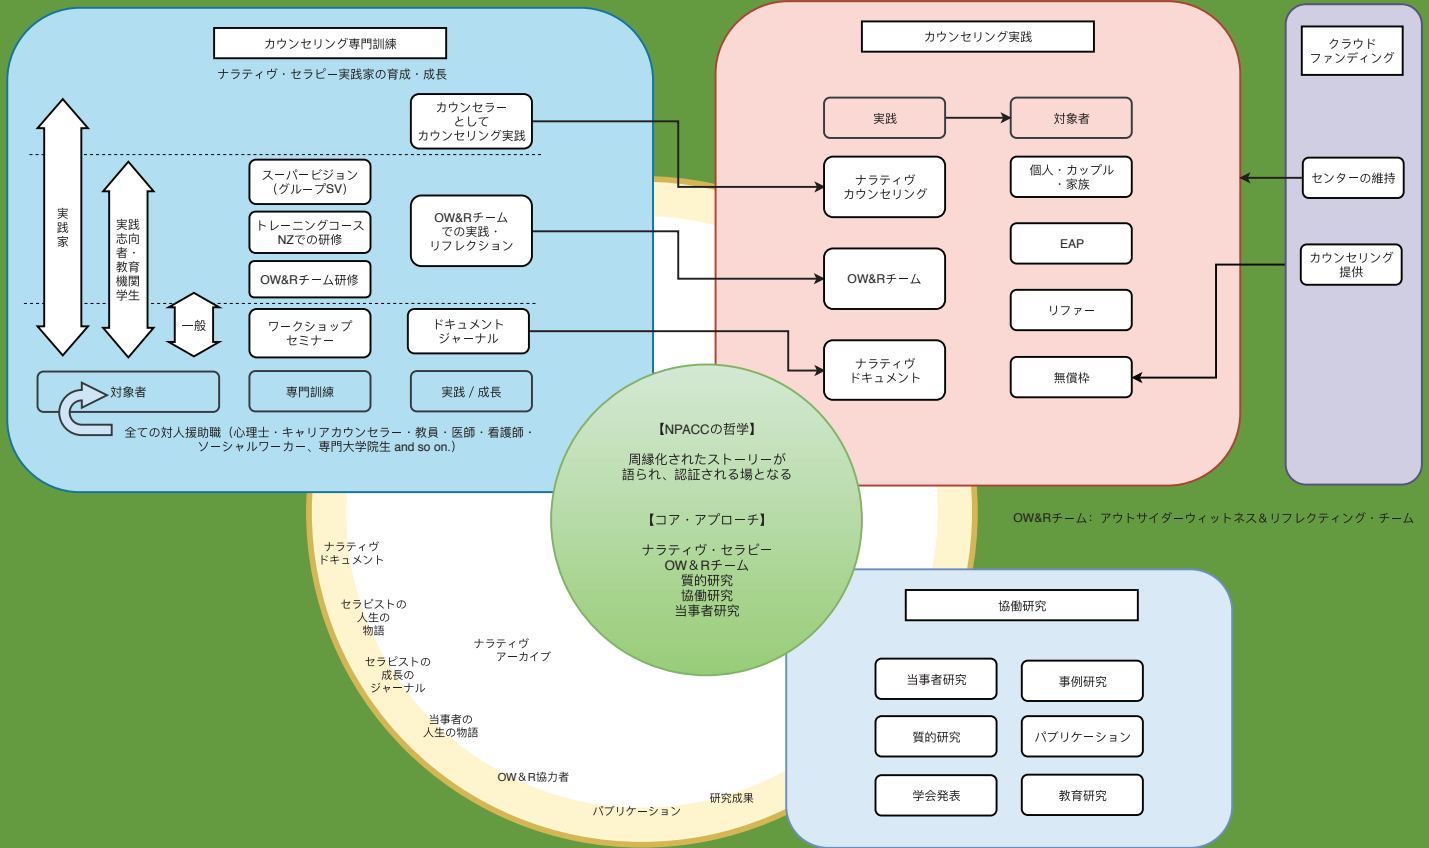 カウンセリング専門訓練
ナラティヴ・セラピー実践家の育成・成長
カウンセラー
として
カウンセリング実践
スーパービジョン
（グループSV）
トレーニングコース
NZでの研修
OW&Rチーム研修
OW&Rチーム
での実践・
リフレクション
実
践
家
実践
志向
者・
教育
機関
学生
一般
ワークショップ
セミナー
ドキュメント
ジャーナル
対象者
専門訓練
実践 / 成長
全ての対人援助職（心理士・キャリアカウンセラー・教員・医師・看護師・
ソーシャルワーカー、専門大学院生 and so on.）
カウンセリング実践
実践
対象者
ナラティヴ
カウンセリング
個人・カップル
・家族
EAP
OW&Rチーム
リファー
ナラティヴ
ドキュメント
無償枠
クラウド
ファンディング
センターの維持
カウンセリング
提供
【NPACCの哲学】
周縁化されたストーリーが
語られ、認証される場となる
【コア・アプローチ】
ナラティヴ・セラピー
OW＆Rチーム
質的研究
協働研究
当事者研究
OW&Rチーム：アウトサイダーウィットネス＆リフレクティング・チーム
ナラティヴ
ドキュメント
セラピストの
人生の
物語
セラピストの
成長の
ジャーナル
ナラティヴ
アーカイブ
当事者の
人生の物語
OW＆R協力者
パブリケーション
研究成果
協働研究
当事者研究
事例研究
質的研究
パブリケーション
学会発表
教育研究